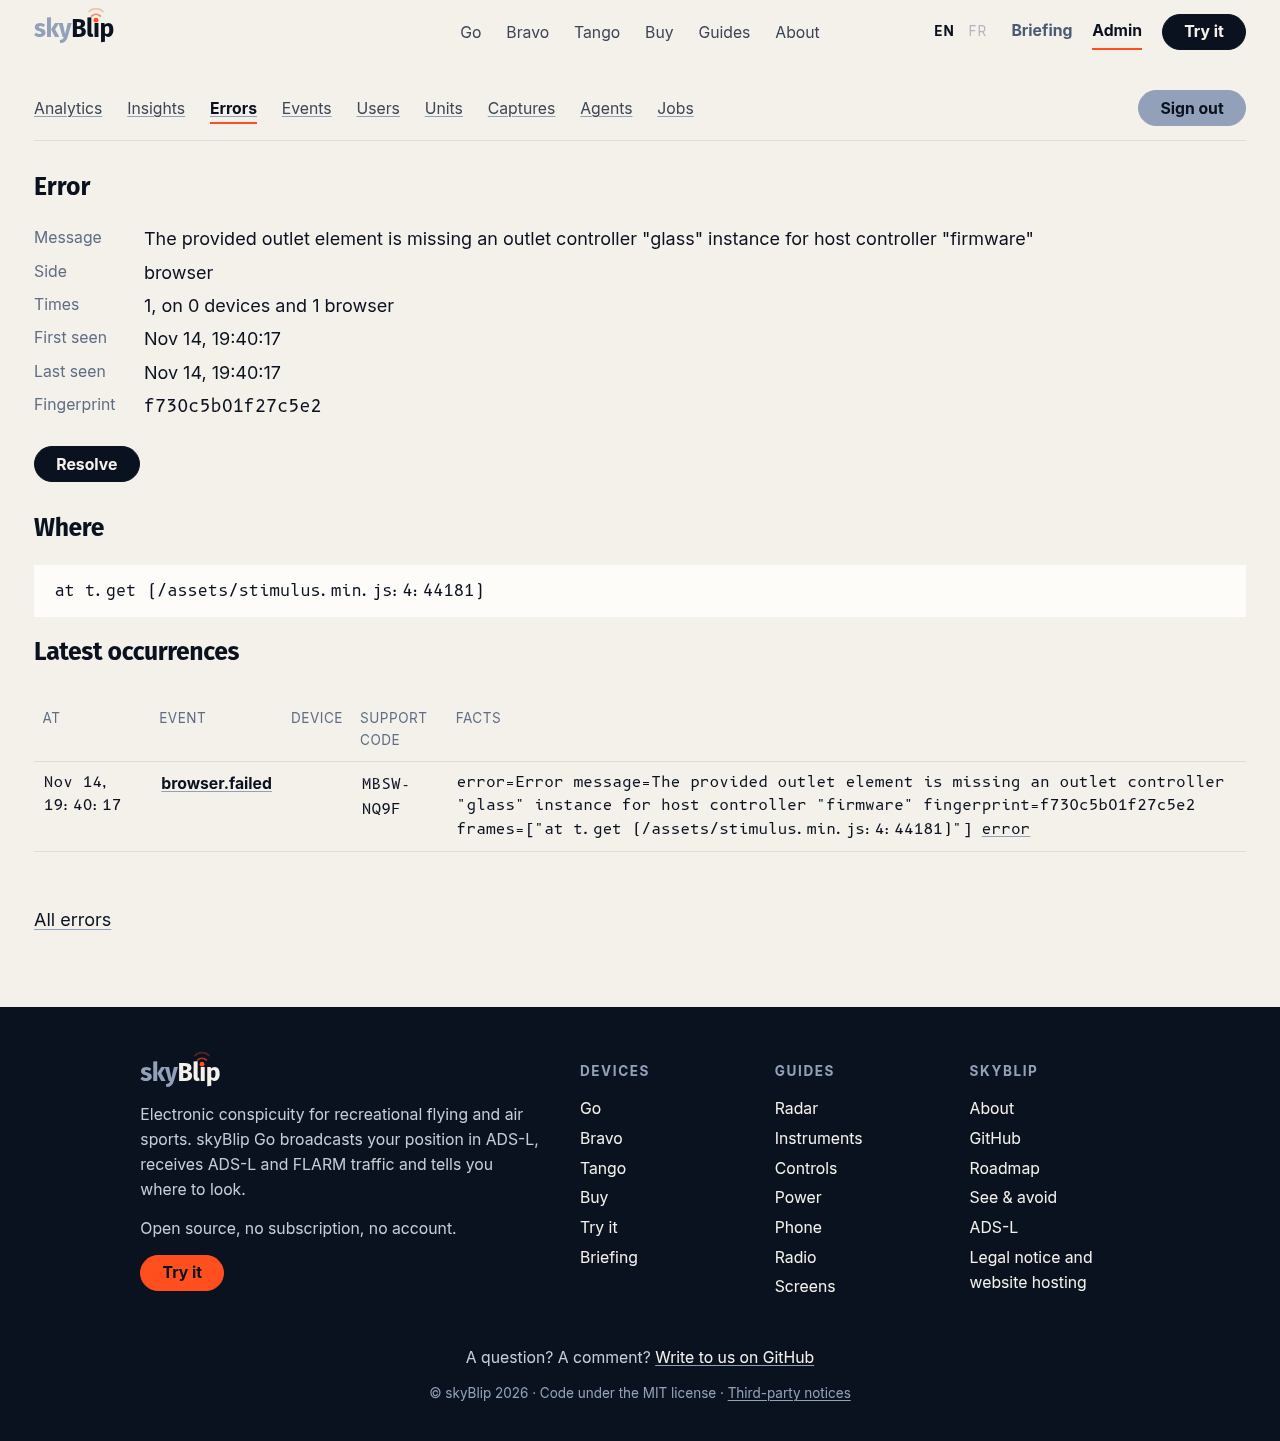 skyBlip
Go Bravo Tango Buy Guides About
EN FR Briefing Admin Try it
Analytics Insights Errors Events Users Units Captures Agents Jobs Sign out
Error
Message The provided outlet element is missing an outlet controller "glass" instance for host controller "firmware"
Side browser
Times 1, on 0 devices and 1 browser
First seen Nov 14, 19:40:17
Last seen Nov 14, 19:40:17
Fingerprint f730c5b01f27c5e2
Resolve
Where
at t.get (/assets/stimulus.min.js:4:44181)
Latest occurrences
AT EVENT DEVICE SUPPORT CODE FACTS
Nov 14, 19:40:17 browser.failed MBSW-NQ9F
error=Error message=The provided outlet element is missing an outlet controller
"glass" instance for host controller "firmware" fingerprint=f730c5b01f27c5e2
frames=["at t.get (/assets/stimulus.min.js:4:44181)"] error
All errors
skyBlip
Electronic conspicuity for recreational flying and air
sports. skyBlip Go broadcasts your position in ADS-L,
receives ADS-L and FLARM traffic and tells you
where to look.
Open source, no subscription, no account.
Try it
DEVICES
Go
Bravo
Tango
Buy
Try it
Briefing
GUIDES
Radar
Instruments
Controls
Power
Phone
Radio
Screens
SKYBLIP
About
GitHub
Roadmap
See & avoid
ADS-L
Legal notice and
website hosting
A question? A comment? Write to us on GitHub
© skyBlip 2026 · Code under the MIT license · Third-party notices